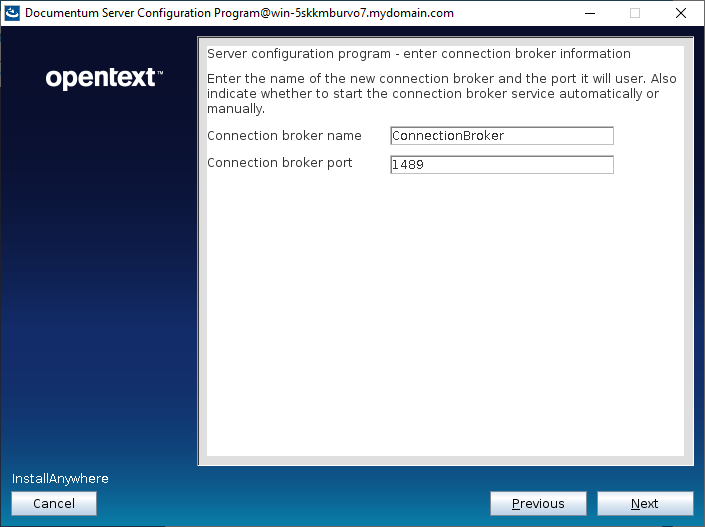 Documentum Server Configuration Program@win-5skkmburvo7.mydomain.com
opentext™
Server configuration program - enter connection broker information
Enter the name of the new connection broker and the port it will user. Also
indicate whether to start the connection broker service automatically or
manually.
Connection broker name ConnectionBroker
Connection broker port 1489
InstallAnywhere
Cancel Previous Next